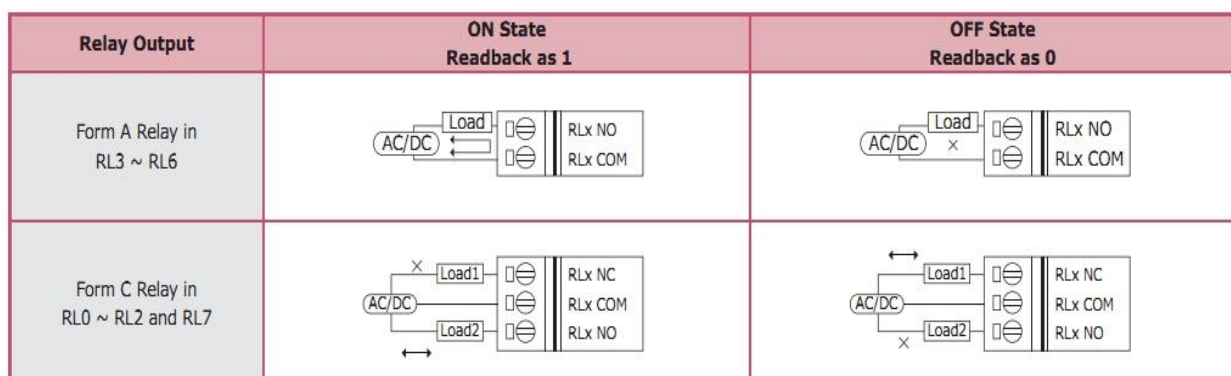 Relay Output
ON State
Readback as 1
OFF State
Readback as 0
Form A Relay in
RL3 ~ RL6
Load
AC/DC
RLx NO
RLx COM
Load
AC/DC
RLx NO
RLx COM
Form C Relay in
RL0 ~ RL2 and RL7
Load1
AC/DC
Load2
RLx NC
RLx COM
RLx NO
Load1
AC/DC
Load2
RLx NC
RLx COM
RLx NO